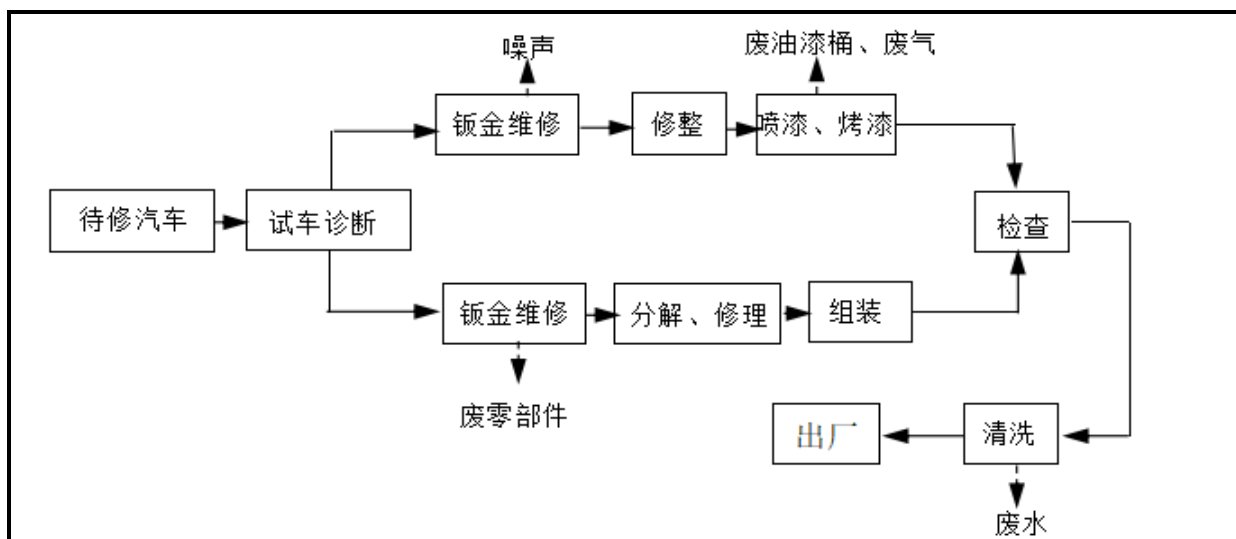 噪声
废油漆桶、废气
钣金维修
修整
喷漆、烤漆
待修汽车
试车诊断
检查
钣金维修
分解、修理
组装
废零部件
出厂
清洗
废水